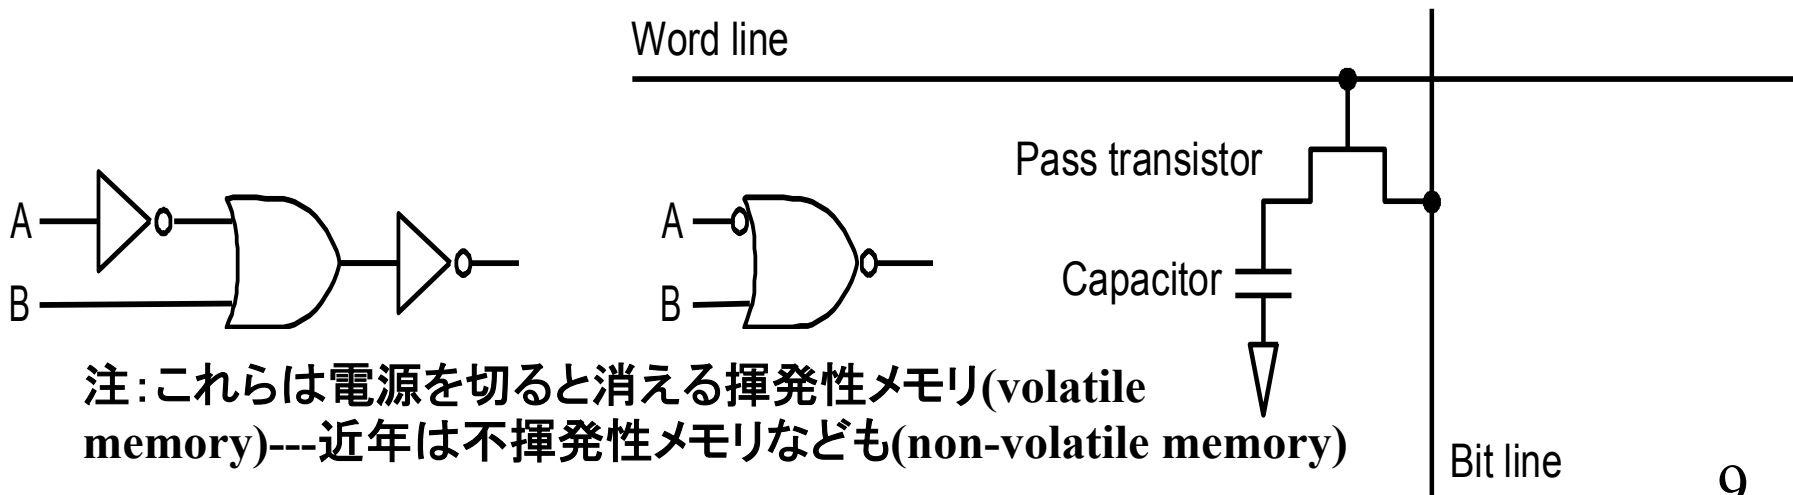 Word line
Pass transistor
A
A
Capacitor
B
B
注:これらは電源を切ると消える揮発性メモリ(volatile
memory)---近年は不揮発性メモリなども(non-volatile memory)
Bit line
9